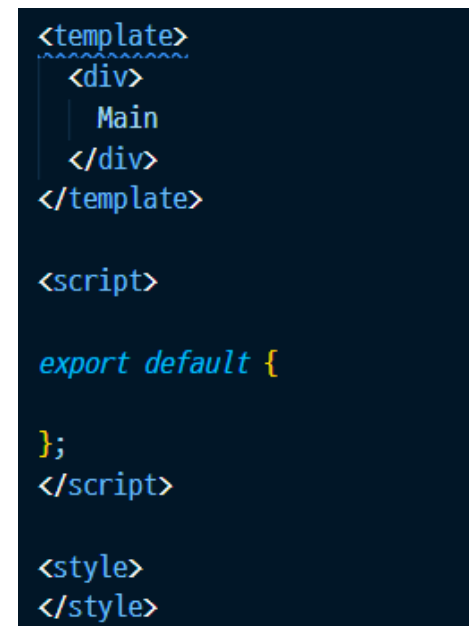 <template>
<div>
Main
</div>
</template>
<script>
export default {
};
</script>
<style>
</style>